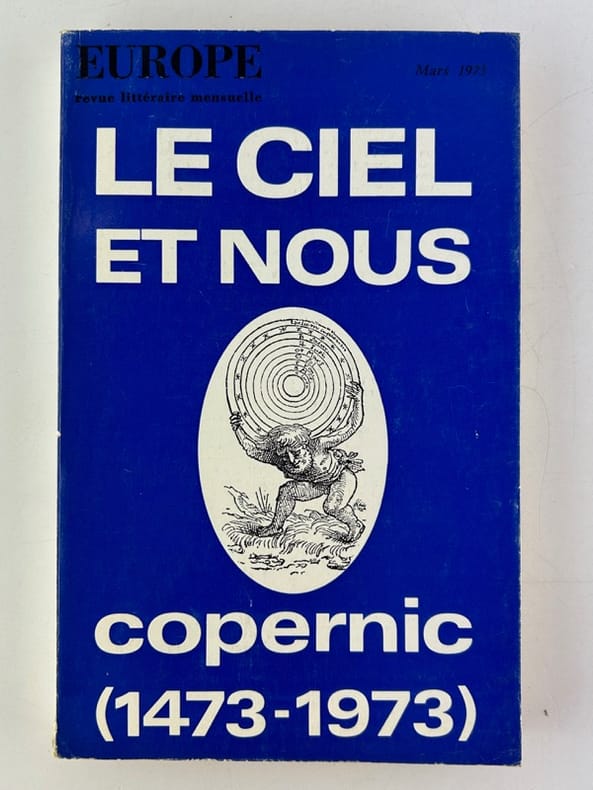 EUROPE
Mars 1973
revue littéraire mensuelle
LE CIEL
ET NOUS
copernic
(1473-1973)